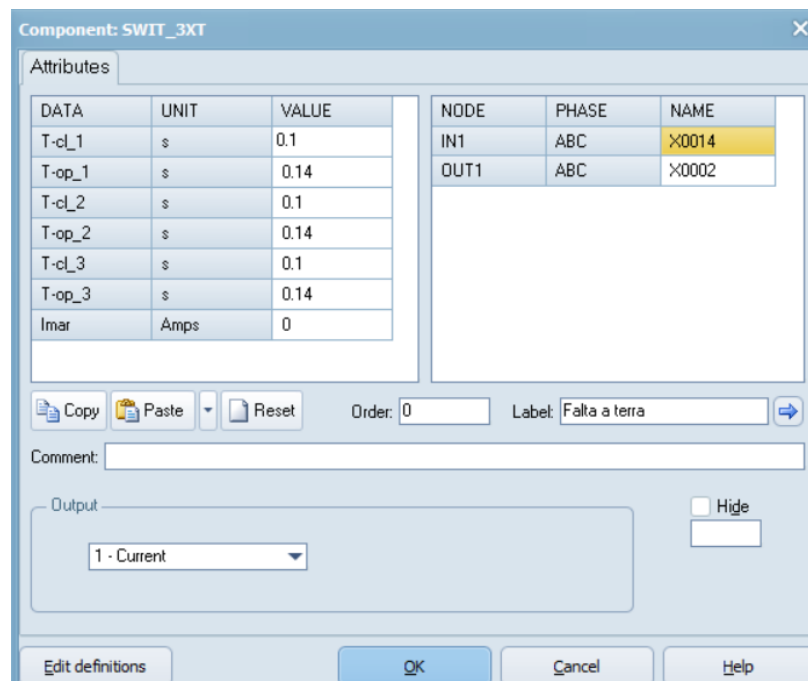 Component: SWIT_3XT
Attributes
DATA UNIT VALUE
T-cl_1 s 0.1
T-op_1 s 0.14
T-cl_2 s 0.1
T-op_2 s 0.14
T-cl_3 s 0.1
T-op_3 s 0.14
Imar Amps 0
NODE PHASE NAME
IN1 ABC X0014
OUT1 ABC X0002
Copy Paste Reset Order: 0 Label: Falta a terra
Comment:
Output
Hide
1 - Current
Edit definitions OK Cancel Help